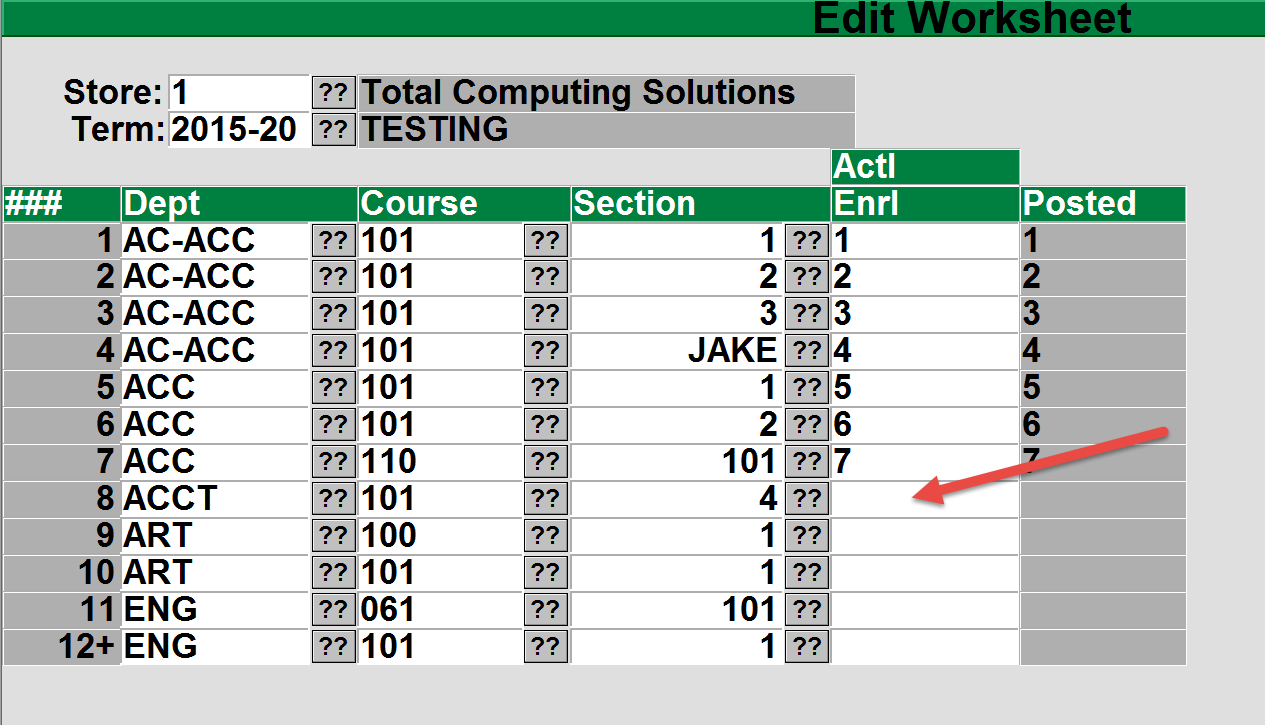 Edit Worksheet
Store: 1 ?? Total Computing Solutions
Term: 2015-20 ?? TESTING
Actl
### Dept Course Section Enrl Posted
1 AC-ACC ?? 101 ?? 1 ?? 1 1
2 AC-ACC ?? 101 ?? 2 ?? 2 2
3 AC-ACC ?? 101 ?? 3 ?? 3 3
4 AC-ACC ?? 101 ?? JAKE ?? 4 4
5 ACC ?? 101 ?? 1 ?? 5 5
6 ACC ?? 101 ?? 2 ?? 6 6
7 ACC ?? 110 ?? 101 ?? 7 7
8 ACCT ?? 101 ?? 4 ??
9 ART ?? 100 ?? 1 ??
10 ART ?? 101 ?? 1 ??
11 ENG ?? 061 ?? 101 ??
12+ ENG ?? 101 ?? 1 ??